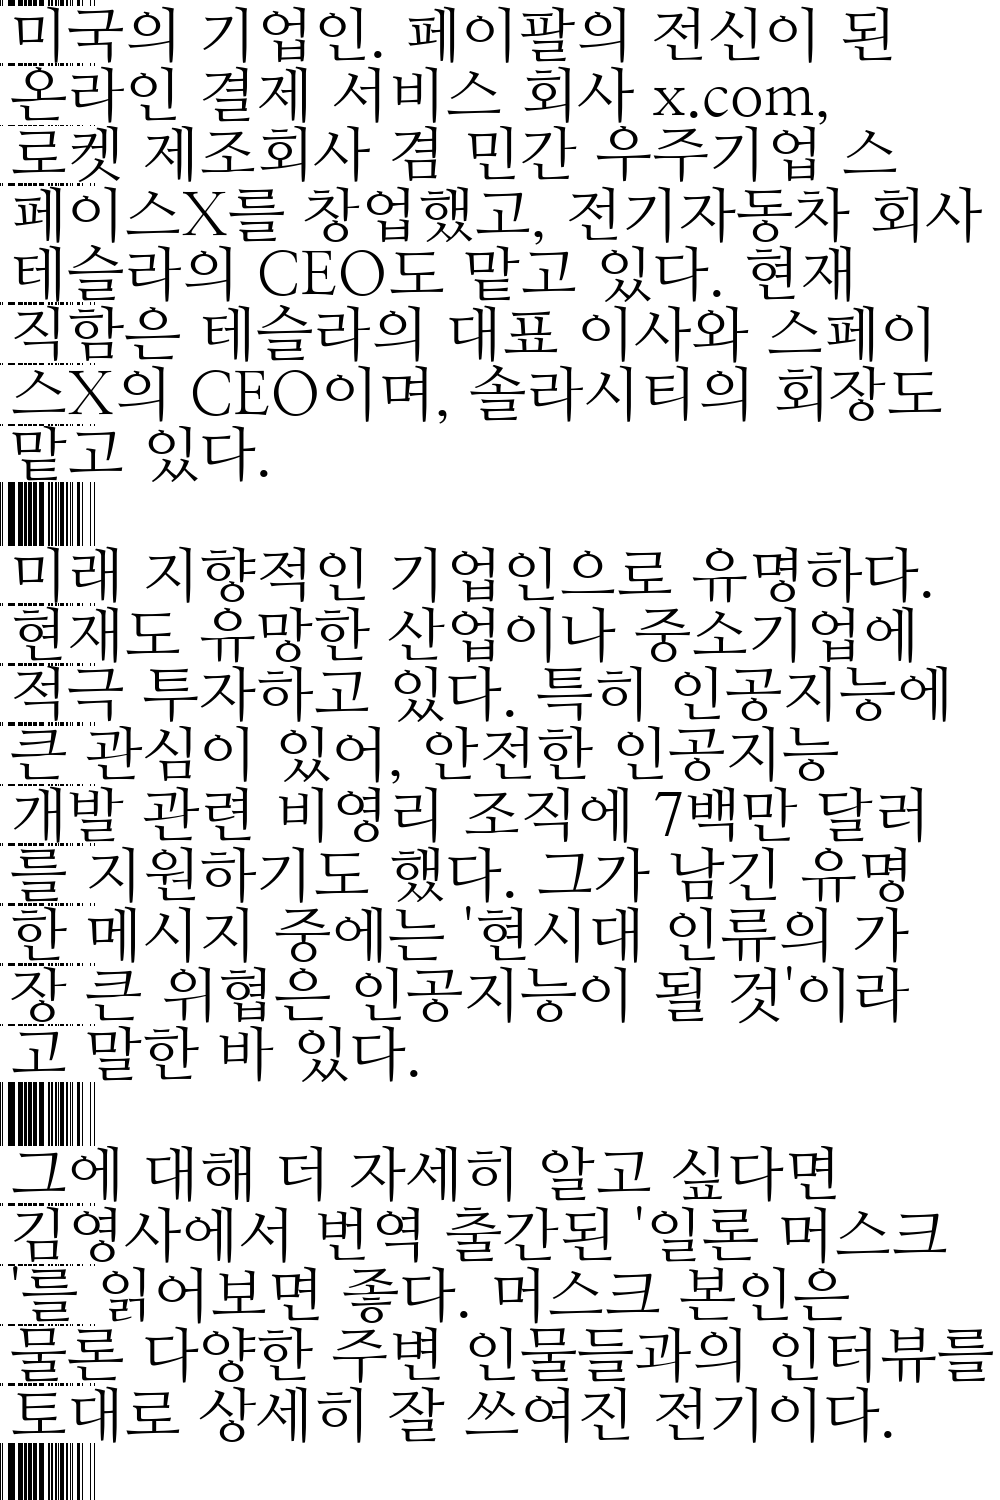 미국의 기업인. 페이팔의 전신이 된
온라인 결제 서비스 회사 x.com,
로켓 제조회사 겸 민간 우주기업 스
페이스X를 창업했고, 전기자동차 회사
테슬라의 CEO도 맡고 있다. 현재
직함은 테슬라의 대표 이사와 스페이
스X의 CEO이며, 솔라시티의 회장도
맡고 있다.
미래 지향적인 기업인으로 유명하다.
현재도 유망한 산업이나 중소기업에
적극 투자하고 있다. 특히 인공지능에
큰 관심이 있어, 안전한 인공지능
개발 관련 비영리 조직에 7백만 달러
를 지원하기도 했다. 그가 남긴 유명
한 메시지 중에는 '현시대 인류의 가
장 큰 위협은 인공지능이 될 것'이라
고 말한 바 있다.
그에 대해 더 자세히 알고 싶다면
김영사에서 번역 출간된 '일론 머스크
'를 읽어보면 좋다. 머스크 본인은
물론 다양한 주변 인물들과의 인터뷰를
토대로 상세히 잘 쓰여진 전기이다.